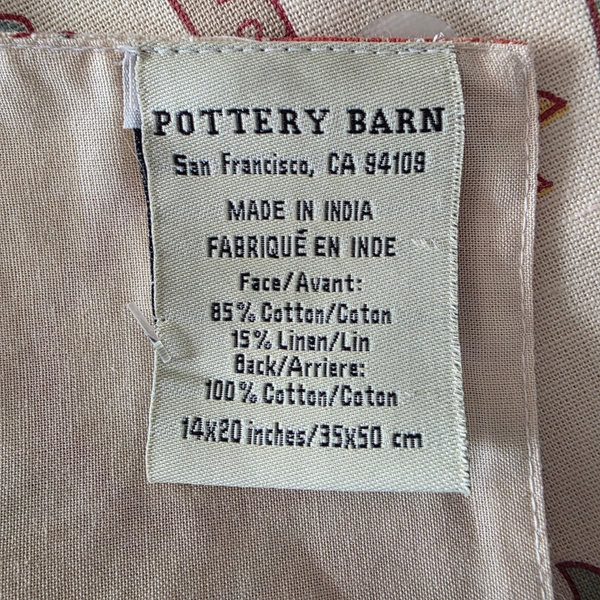 POTTERY BARN
San Francisco, CA 94109
MADE IN INDIA
FABRIQUÉ EN INDE
Face/Avant:
85% Cotton/Coton
15% Linen/Lin
Back/Arriere:
100% Cotton/Coton
14x20 inches/35x50 cm